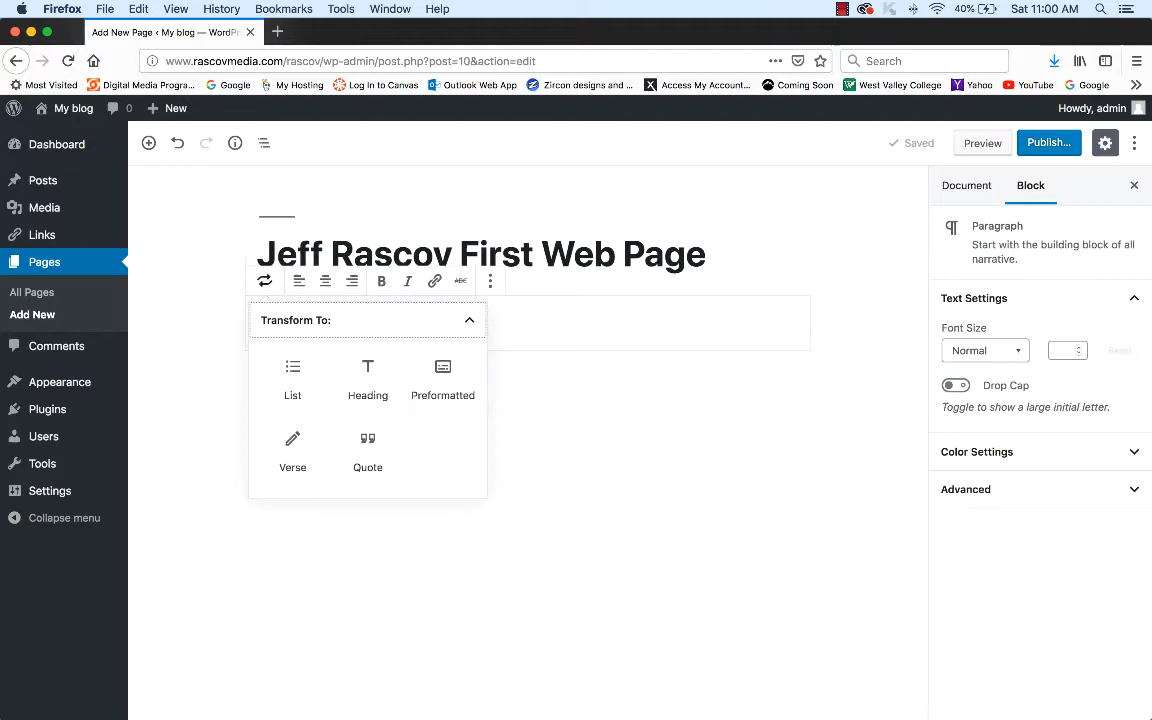 Firefox File Edit View History Bookmarks Tools Window Help 40% Sat 11:00 AM
Add New Page ‹ My blog — WordPr
www.rascovmedia.com/rascov/wp-admin/post.php?post=10&action=edit Search
Most Visited Digital Media Progra... Google My Hosting Log In to Canvas Outlook Web App Zircon designs and ... Access My Account... Coming Soon West Valley College Yahoo YouTube Google
My blog 0 New Howdy, admin
Dashboard
Posts
Media
Links
Pages
All Pages
Add New
Comments
Appearance
Plugins
Users
Tools
Settings
Collapse menu
Saved Preview Publish...
Jeff Rascov First Web Page
B I ABC
Transform To:
List Heading Preformatted
Verse Quote
Document Block
Paragraph
Start with the building block of all
narrative.
Text Settings
Font Size
Normal Reset
Drop Cap
Toggle to show a large initial letter.
Color Settings
Advanced